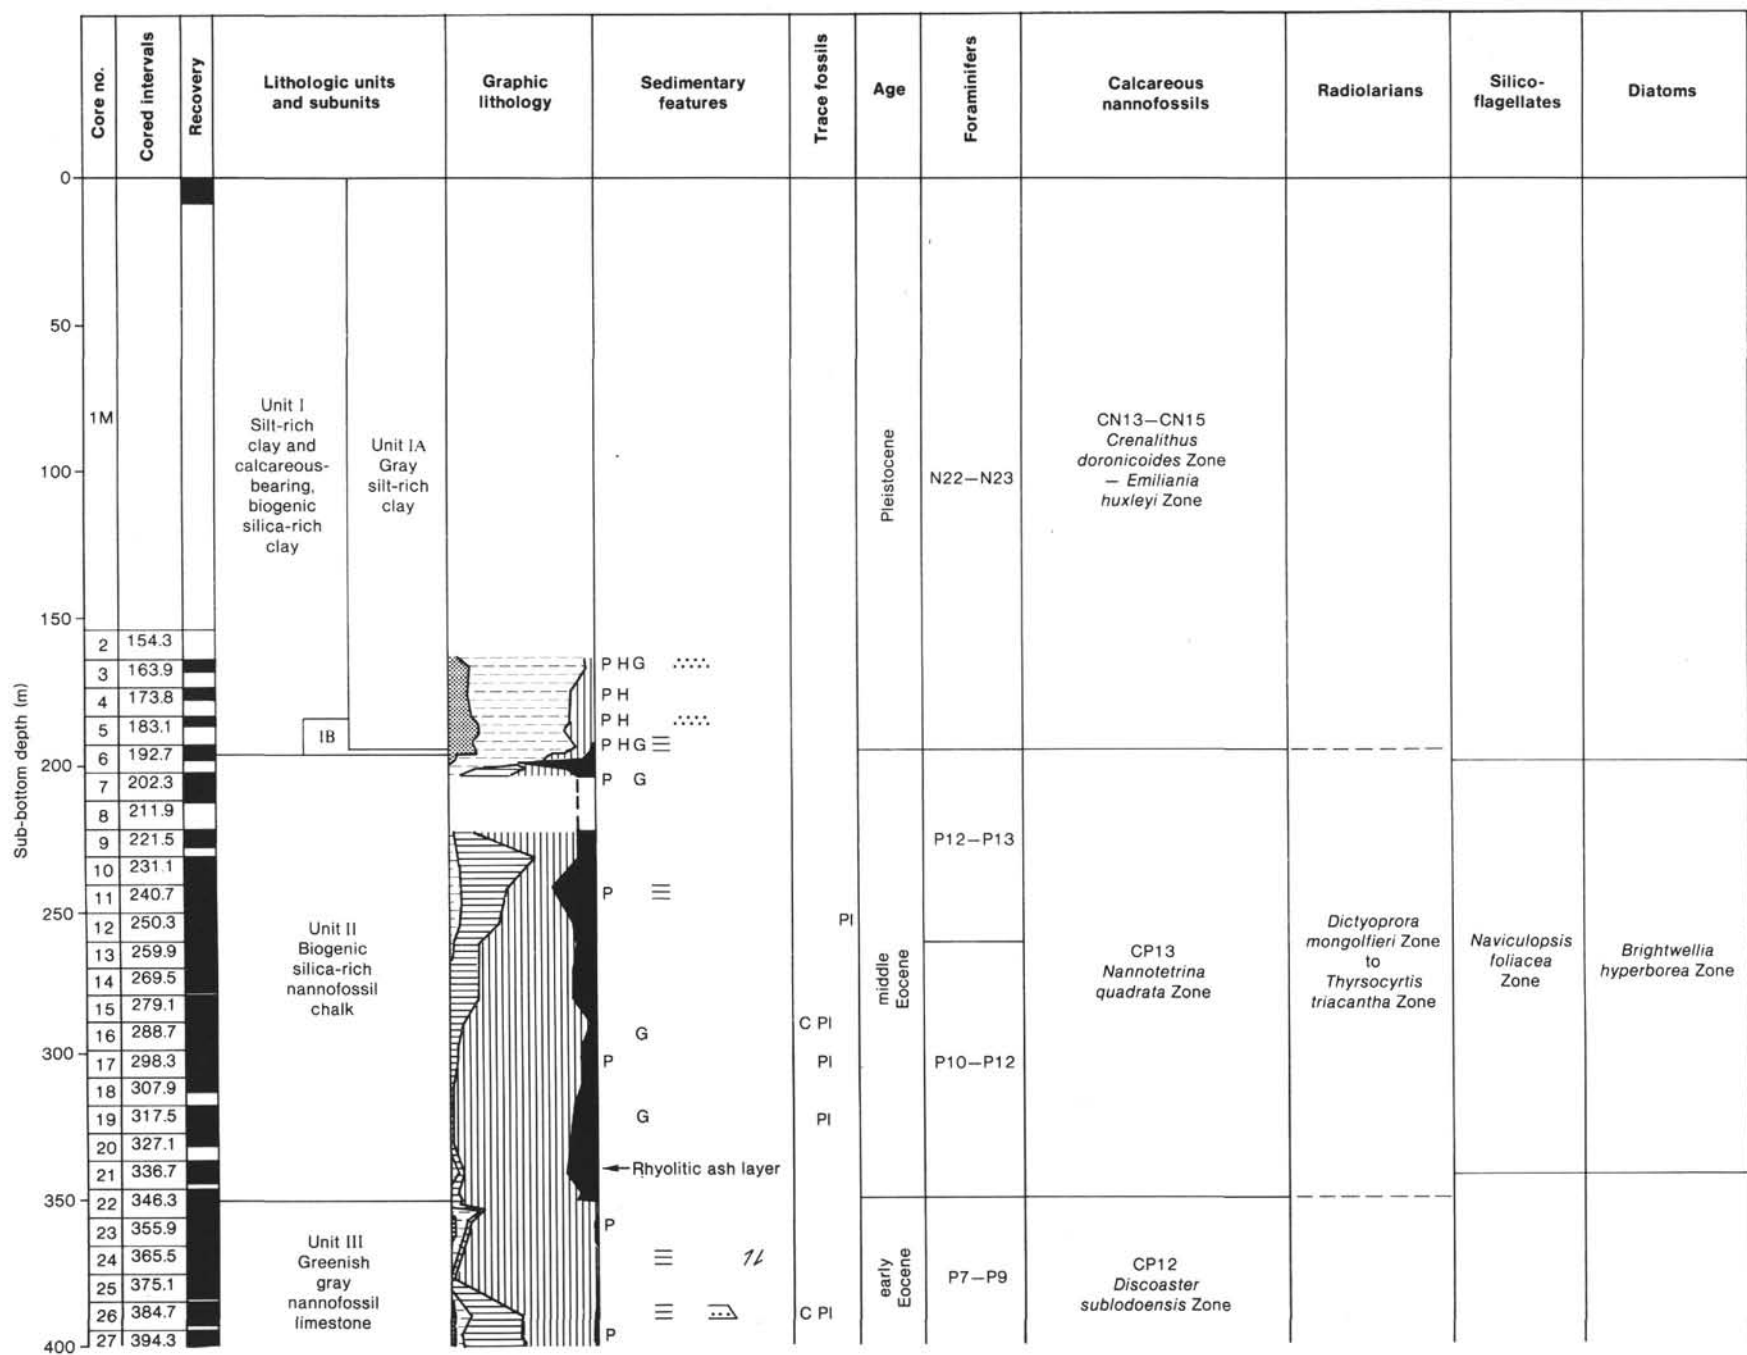 Core no.
Cored intervals
Recovery
Lithologic units
and subunits
Graphic
lithology
Sedimentary
features
Trace fossils
Age
Foraminifers
Calcareous
nannofossils
Radiolarians
Silico-
flagellates
Diatoms
Sub-bottom depth (m)
0
50
100
150
200
250
300
350
400
1M
2 154.3
3 163.9
4 173.8
5 183.1
6 192.7
7 202.3
8 211.9
9 221.5
10 231.1
11 240.7
12 250.3
13 259.9
14 269.5
15 279.1
16 288.7
17 298.3
18 307.9
19 317.5
20 327.1
21 336.7
22 346.3
23 355.9
24 365.5
25 375.1
26 384.7
27 394.3
Unit I
Silt-rich
clay and
calcareous-
bearing,
biogenic
silica-rich
clay
Unit IA
Gray
silt-rich
clay
IB
Unit II
Biogenic
silica-rich
nannofossil
chalk
Unit III
Greenish
gray
nannofossil
limestone
P H G
P H
P H
P H G
P G
P
G
P
G
Rhyolitic ash layer
P
P
PI
C PI
PI
PI
C PI
Pleistocene
middle
Eocene
early
Eocene
N22—N23
P12—P13
P10—P12
P7—P9
CN13—CN15
Crenalithus
doronicoides Zone
— Emiliania
huxleyi Zone
CP13
Nannotetrina
quadrata Zone
CP12
Discoaster
sublodoensis Zone
Dictyoprora
mongolfieri Zone
to
Thyrsocyrtis
triacantha Zone
Naviculopsis
foliacea
Zone
Brightwellia
hyperborea Zone